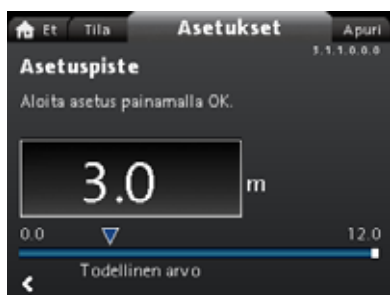 Et Tila Asetukset Apuri
3.1.1.0.0.0
Asetuspiste
Aloita asetus painamalla OK.
3.0 m
0.0 12.0
Todellinen arvo